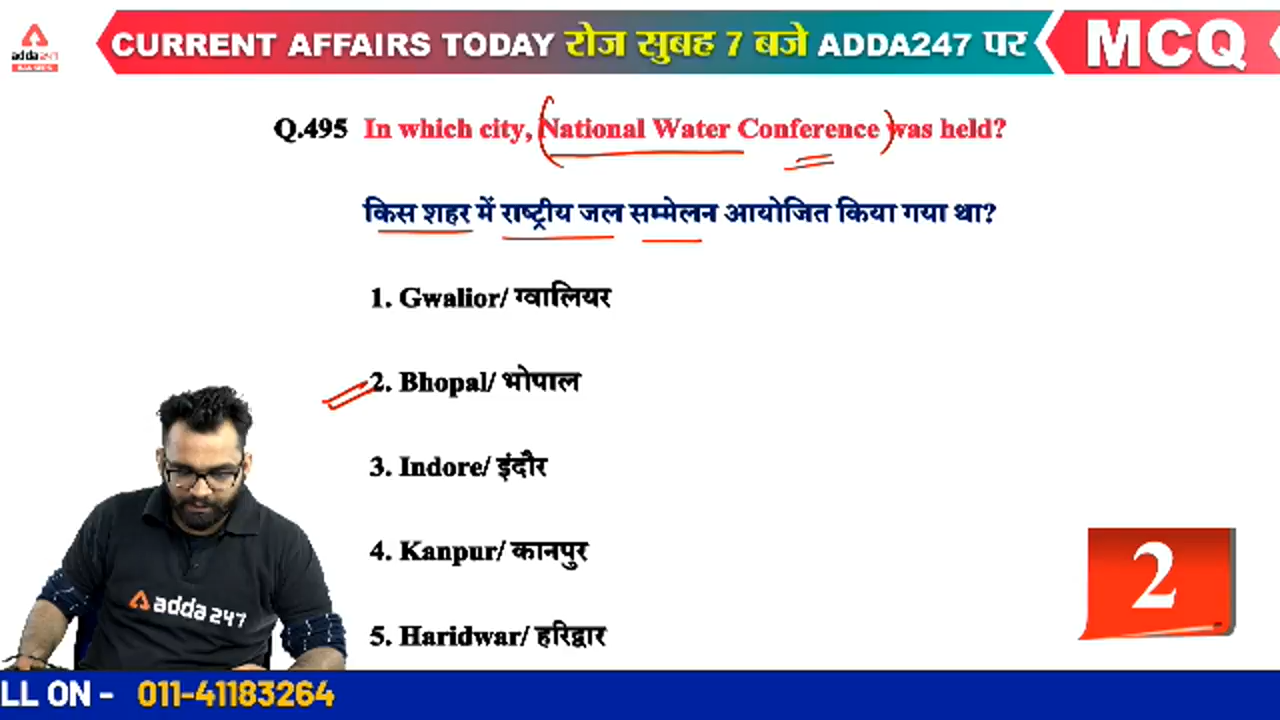 adda247
CURRENT AFFAIRS TODAY रोज सुबह 7 बजे ADDA247 पर
MCQ
Q.495 In which city, National Water Conference was held?
किस शहर में राष्ट्रीय जल सम्मेलन आयोजित किया गया था?
1. Gwalior/ ग्वालियर
2. Bhopal/ भोपाल
3. Indore/ इंदौर
4. Kanpur/ कानपुर
5. Haridwar/ हरिद्वार
adda247
2
LL ON - 011-41183264